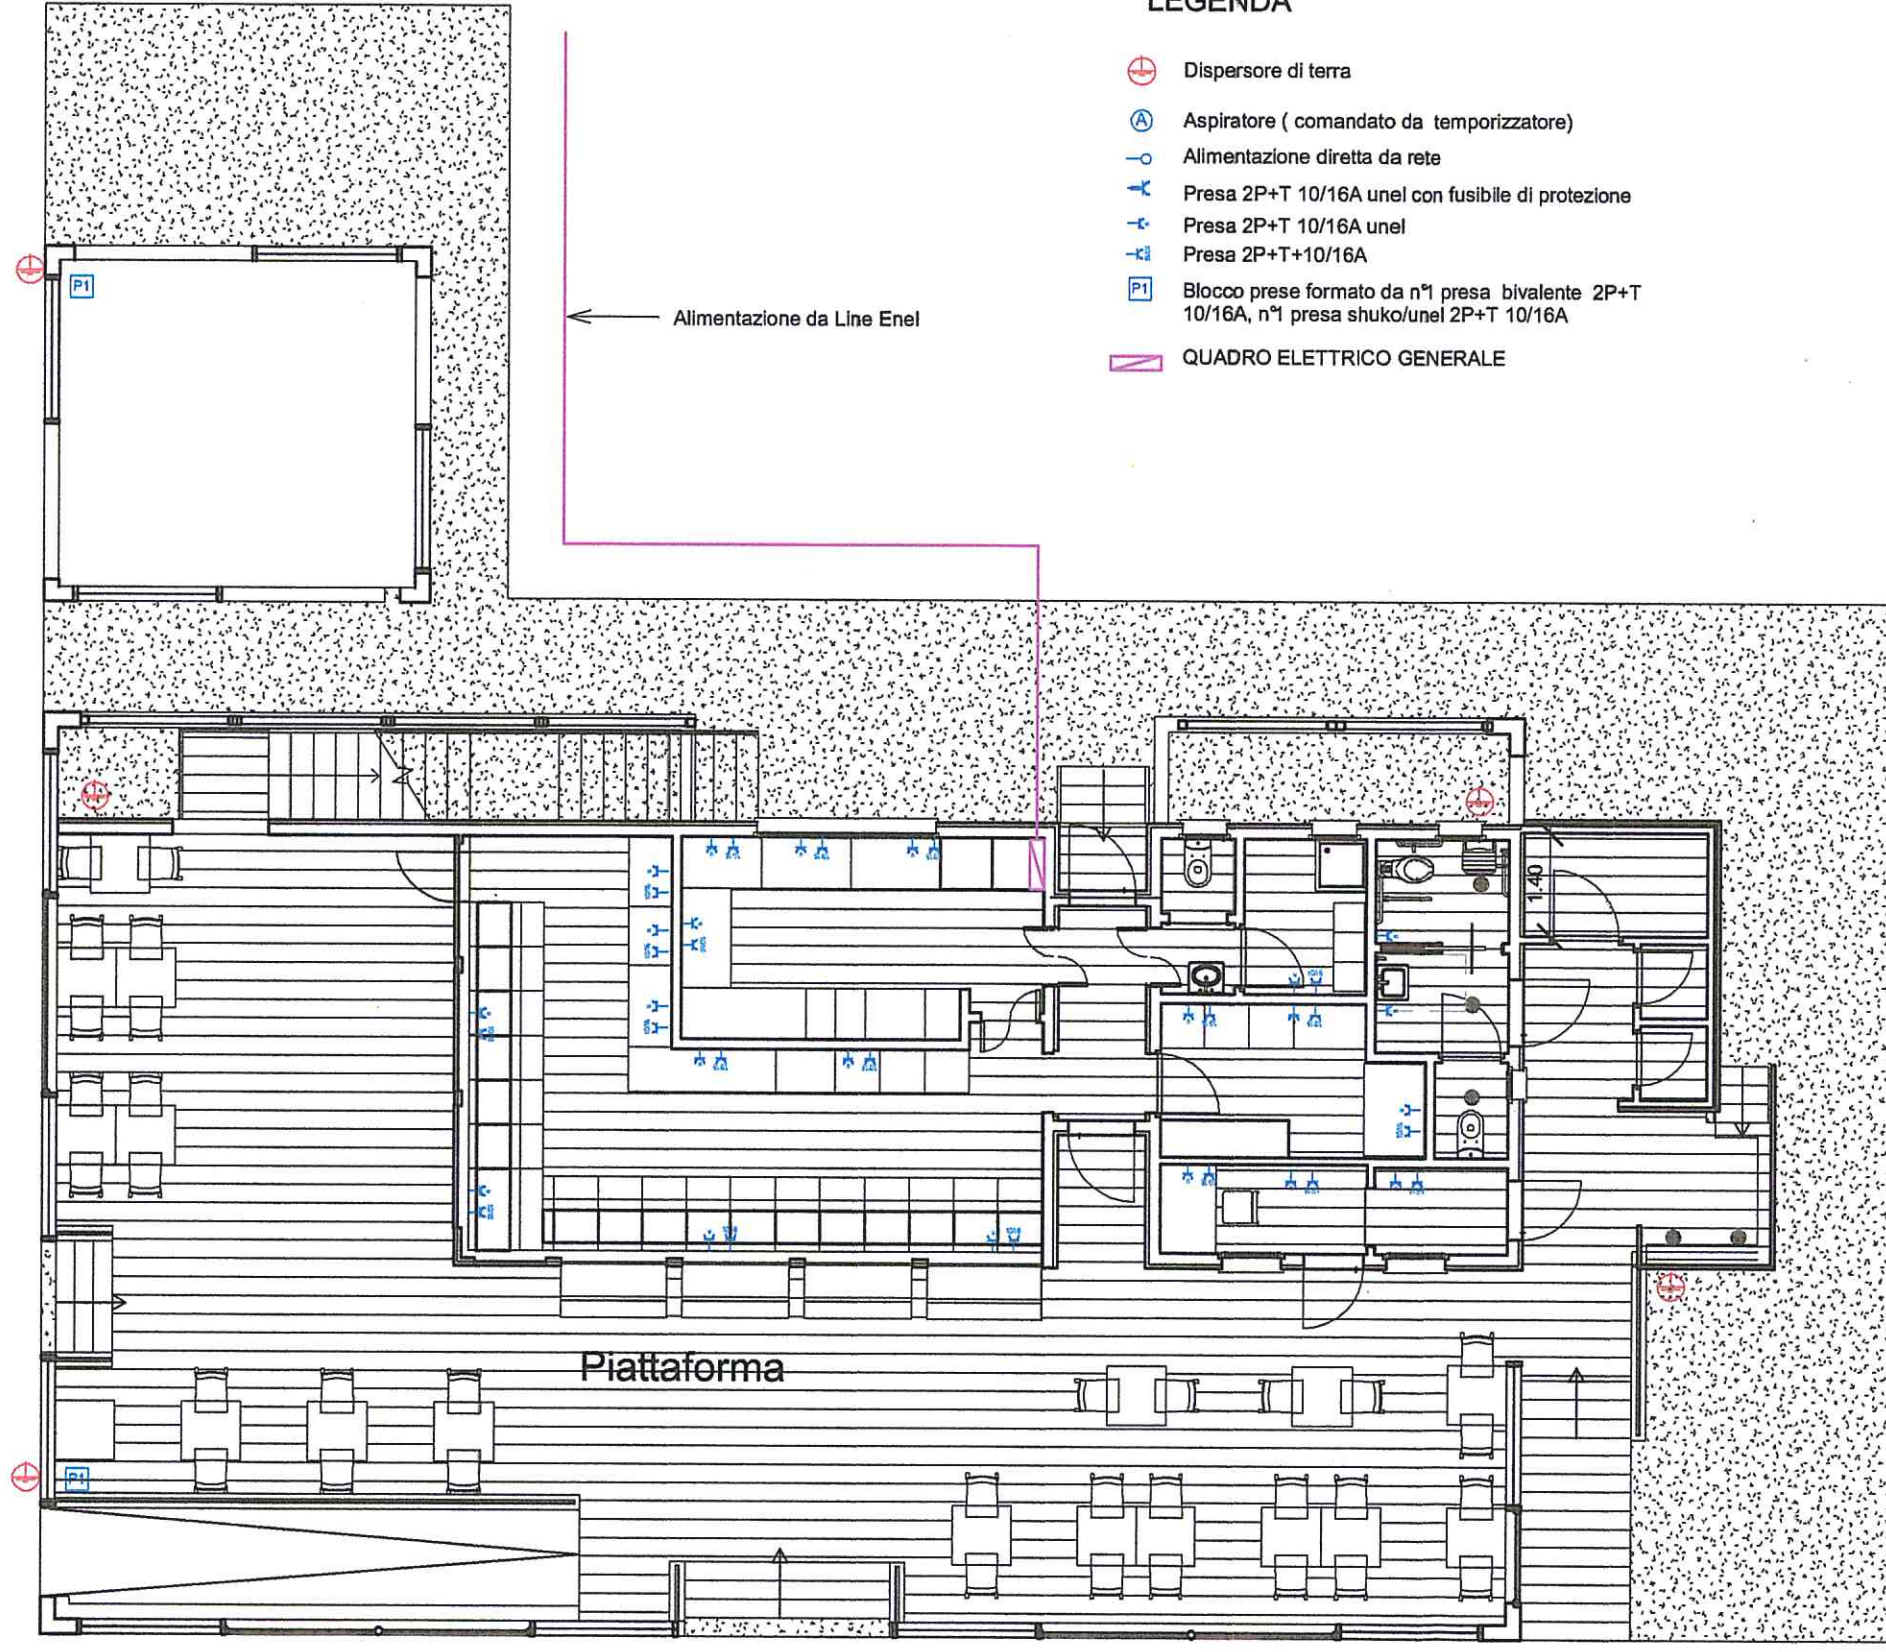 LEGENDA
Dispersore di terra
A
Aspiratore ( comandato da temporizzatore)
Alimentazione diretta da rete
Presa 2P+T 10/16A unel con fusibile di protezione
Presa 2P+T 10/16A unel
Presa 2P+T+10/16A
P1
Blocco prese formato da n°1 presa bivalente 2P+T
10/16A, n°1 presa shuko/unel 2P+T 10/16A
QUADRO ELETTRICO GENERALE
P1
Alimentazione da Line Enel
1.40
Piattaforma
P1